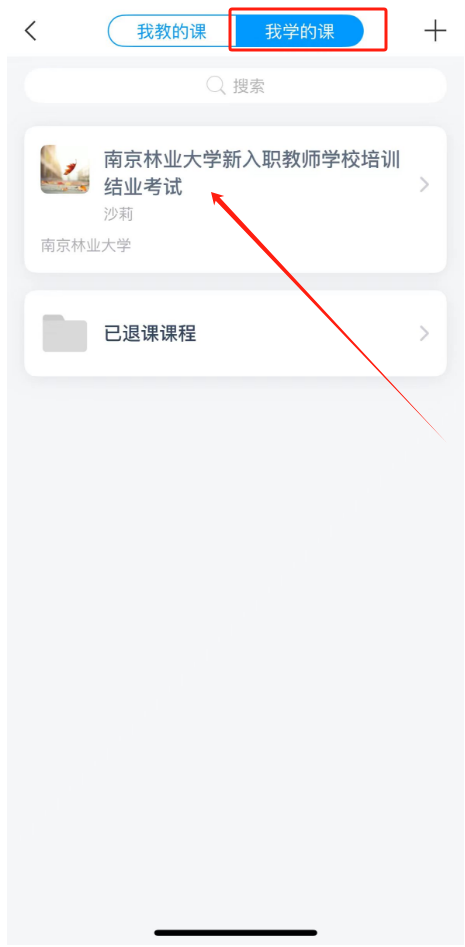 我教的课
我学的课
搜索
南京林业大学新入职教师学校培训
结业考试
沙莉
南京林业大学
已退课课程